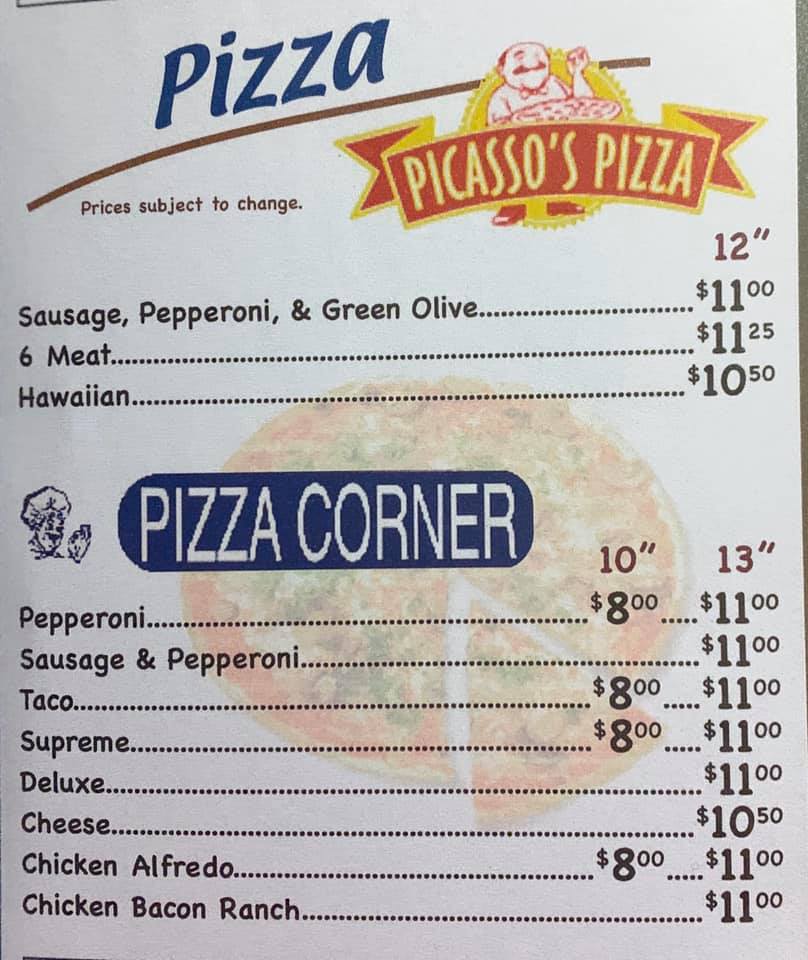 Pizza
PICASSO'S PIZZA
Prices subject to change.
12"
Sausage, Pepperoni, & Green Olive..............................$11⁰⁰
6 Meat..............................$11²⁵
Hawaiian..............................$10⁵⁰
PIZZA CORNER
10" 13"
Pepperoni..............................$8⁰⁰.....$11⁰⁰
Sausage & Pepperoni..............................$11⁰⁰
Taco..............................$8⁰⁰.....$11⁰⁰
Supreme..............................$8⁰⁰.....$11⁰⁰
Deluxe..............................$11⁰⁰
Cheese..............................$10⁵⁰
Chicken Alfredo..............................$8⁰⁰.....$11⁰⁰
Chicken Bacon Ranch..............................$11⁰⁰